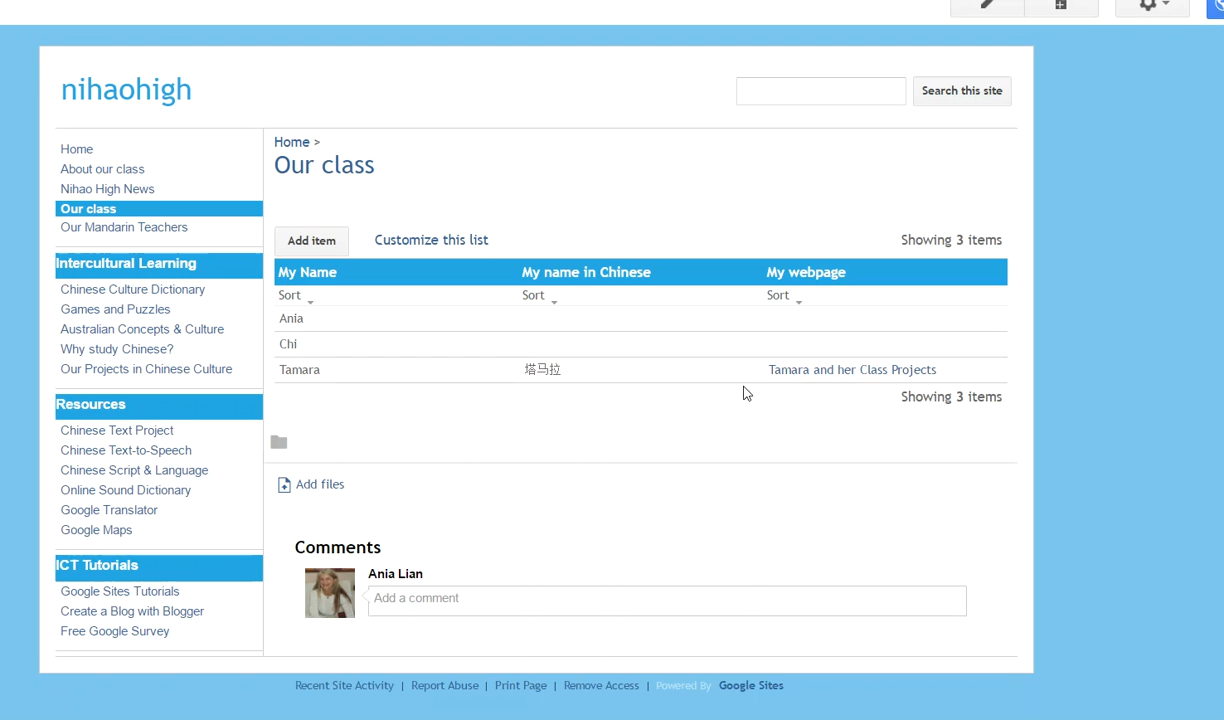 nihaohigh
Search this site
Home
About our class
Nihao High News
Our class
Our Mandarin Teachers
Intercultural Learning
Chinese Culture Dictionary
Games and Puzzles
Australian Concepts & Culture
Why study Chinese?
Our Projects in Chinese Culture
Resources
Chinese Text Project
Chinese Text-to-Speech
Chinese Script & Language
Online Sound Dictionary
Google Translator
Google Maps
ICT Tutorials
Google Sites Tutorials
Create a Blog with Blogger
Free Google Survey
Home >
Our class
Add item Customize this list Showing 3 items
My Name My name in Chinese My webpage
Sort Sort Sort
Ania
Chi
Tamara 塔马拉 Tamara and her Class Projects
Showing 3 items
Add files
Comments
Ania Lian
Add a comment
Recent Site Activity | Report Abuse | Print Page | Remove Access | Powered By Google Sites